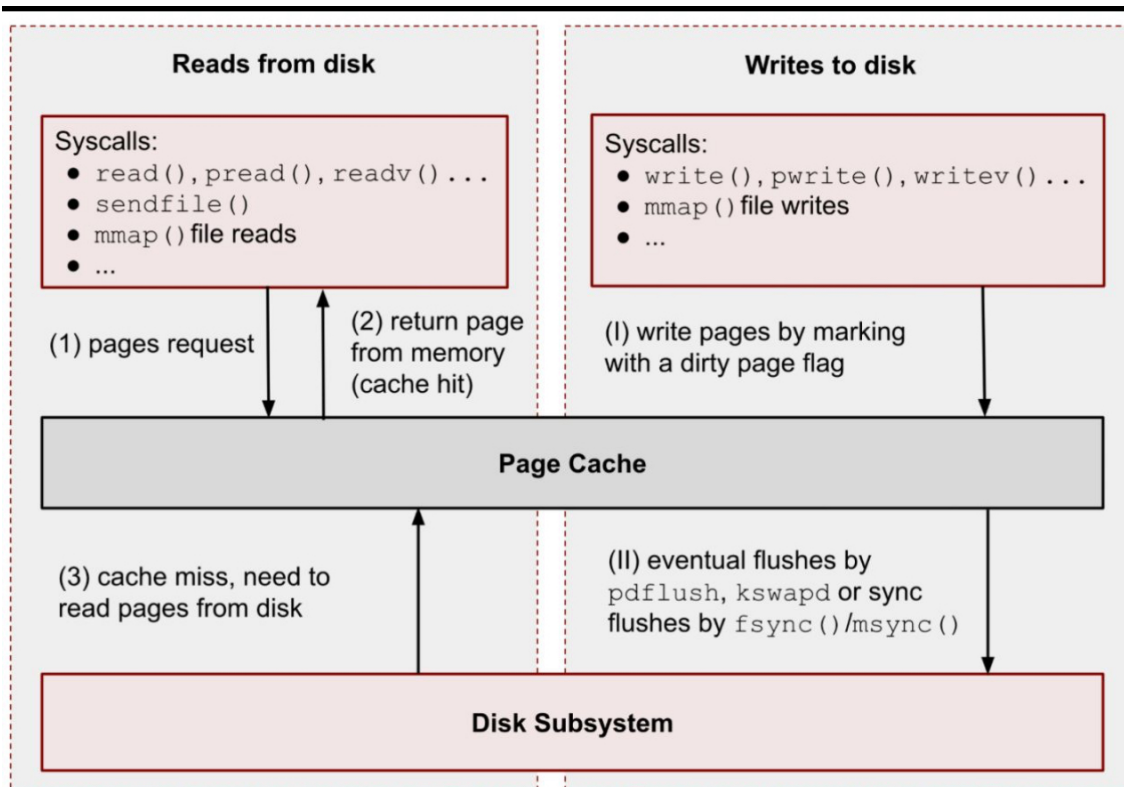 Reads from disk
Syscalls:
● read(), pread(), readv() ...
● sendfile()
● mmap() file reads
● ...
(1) pages request
(2) return page
from memory
(cache hit)
Writes to disk
Syscalls:
● write(), pwrite(), writev() ...
● mmap() file writes
● ...
(I) write pages by marking
with a dirty page flag
Page Cache
(3) cache miss, need to
read pages from disk
(II) eventual flushes by
pdflush, kswapd or sync
flushes by fsync()/msync()
Disk Subsystem